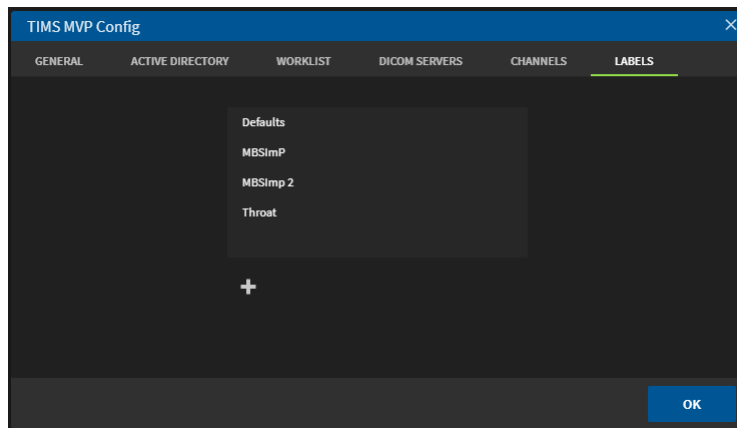 TIMS MVP Config
GENERAL ACTIVE DIRECTORY WORKLIST DICOM SERVERS CHANNELS LABELS
Defaults
MBSImP
MBSImp 2
Throat
OK